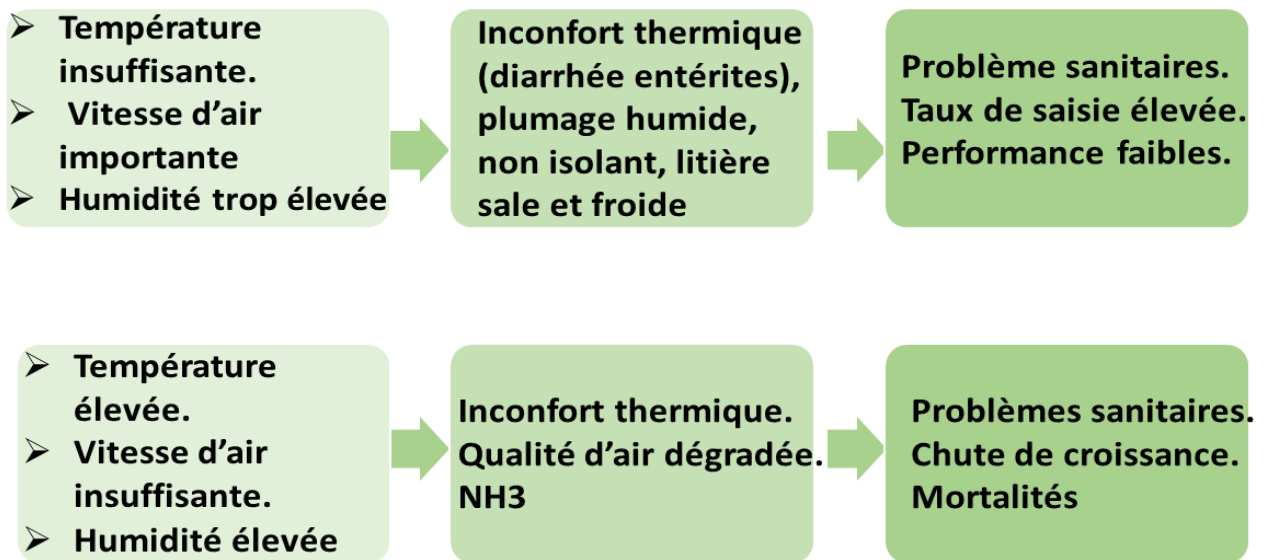 ➢ Température
insuffisante.
➢ Vitesse d’air
importante
➢ Humidité trop élevée
Inconfort thermique
(diarrhée entérites),
plumage humide,
non isolant, litière
sale et froide
Problème sanitaires.
Taux de saisie élevée.
Performance faibles.
➢ Température
élevée.
➢ Vitesse d’air
insuffisante.
➢ Humidité élevée
Inconfort thermique.
Qualité d’air dégradée.
NH3
Problèmes sanitaires.
Chute de croissance.
Mortalités